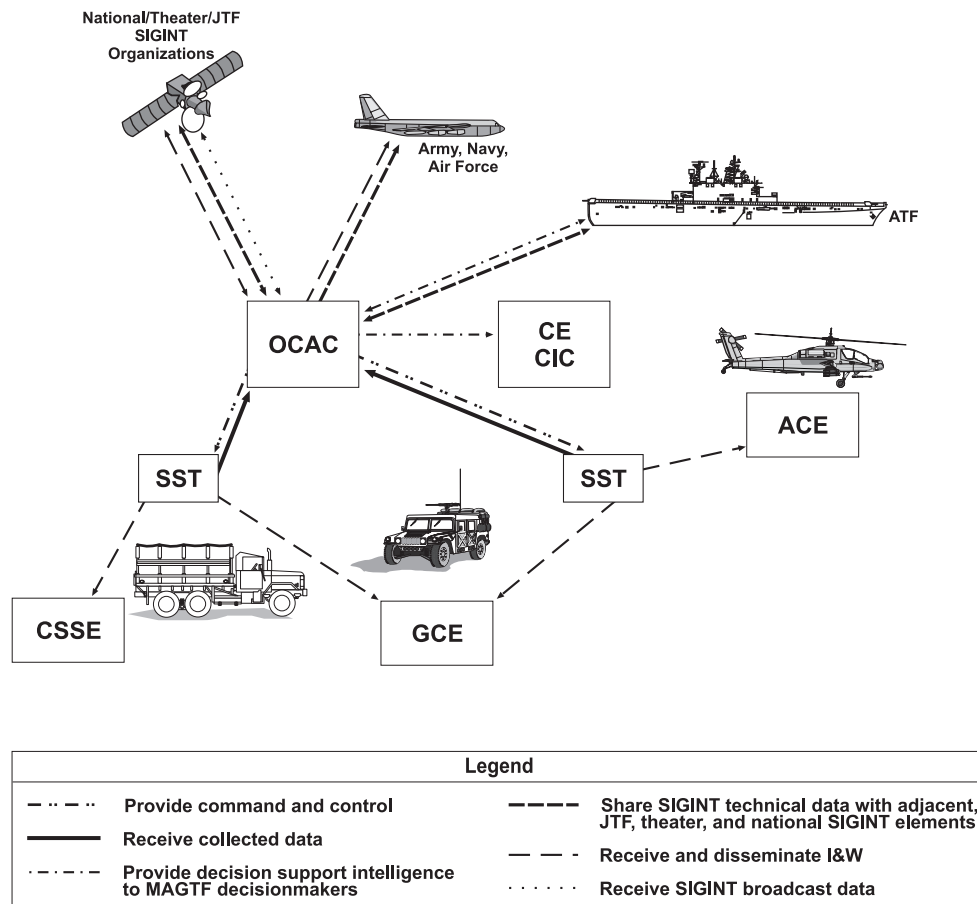 National/Theater/JTF
SIGINT
Organizations
Army, Navy,
Air Force
ATF
OCAC
CE
CIC
ACE
SST
SST
CSSE
GCE
Legend
Provide command and control
Receive collected data
Provide decision support intelligence
to MAGTF decisionmakers
Share SIGINT technical data with adjacent,
JTF, theater, and national SIGINT elements
Receive and disseminate I&W
Receive SIGINT broadcast data